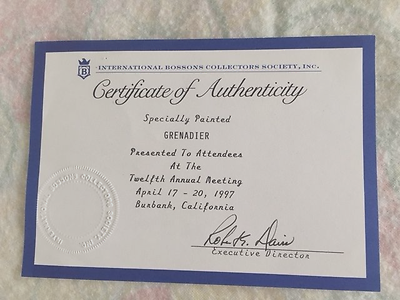 B
INTERNATIONAL BOSSONS COLLECTORS SOCIETY, INC.
Certificate of Authenticity
Specially Painted
GRENADIER
Presented To Attendees
At The
Twelfth Annual Meeting
April 17 - 20, 1997
Burbank, California
Executive Director